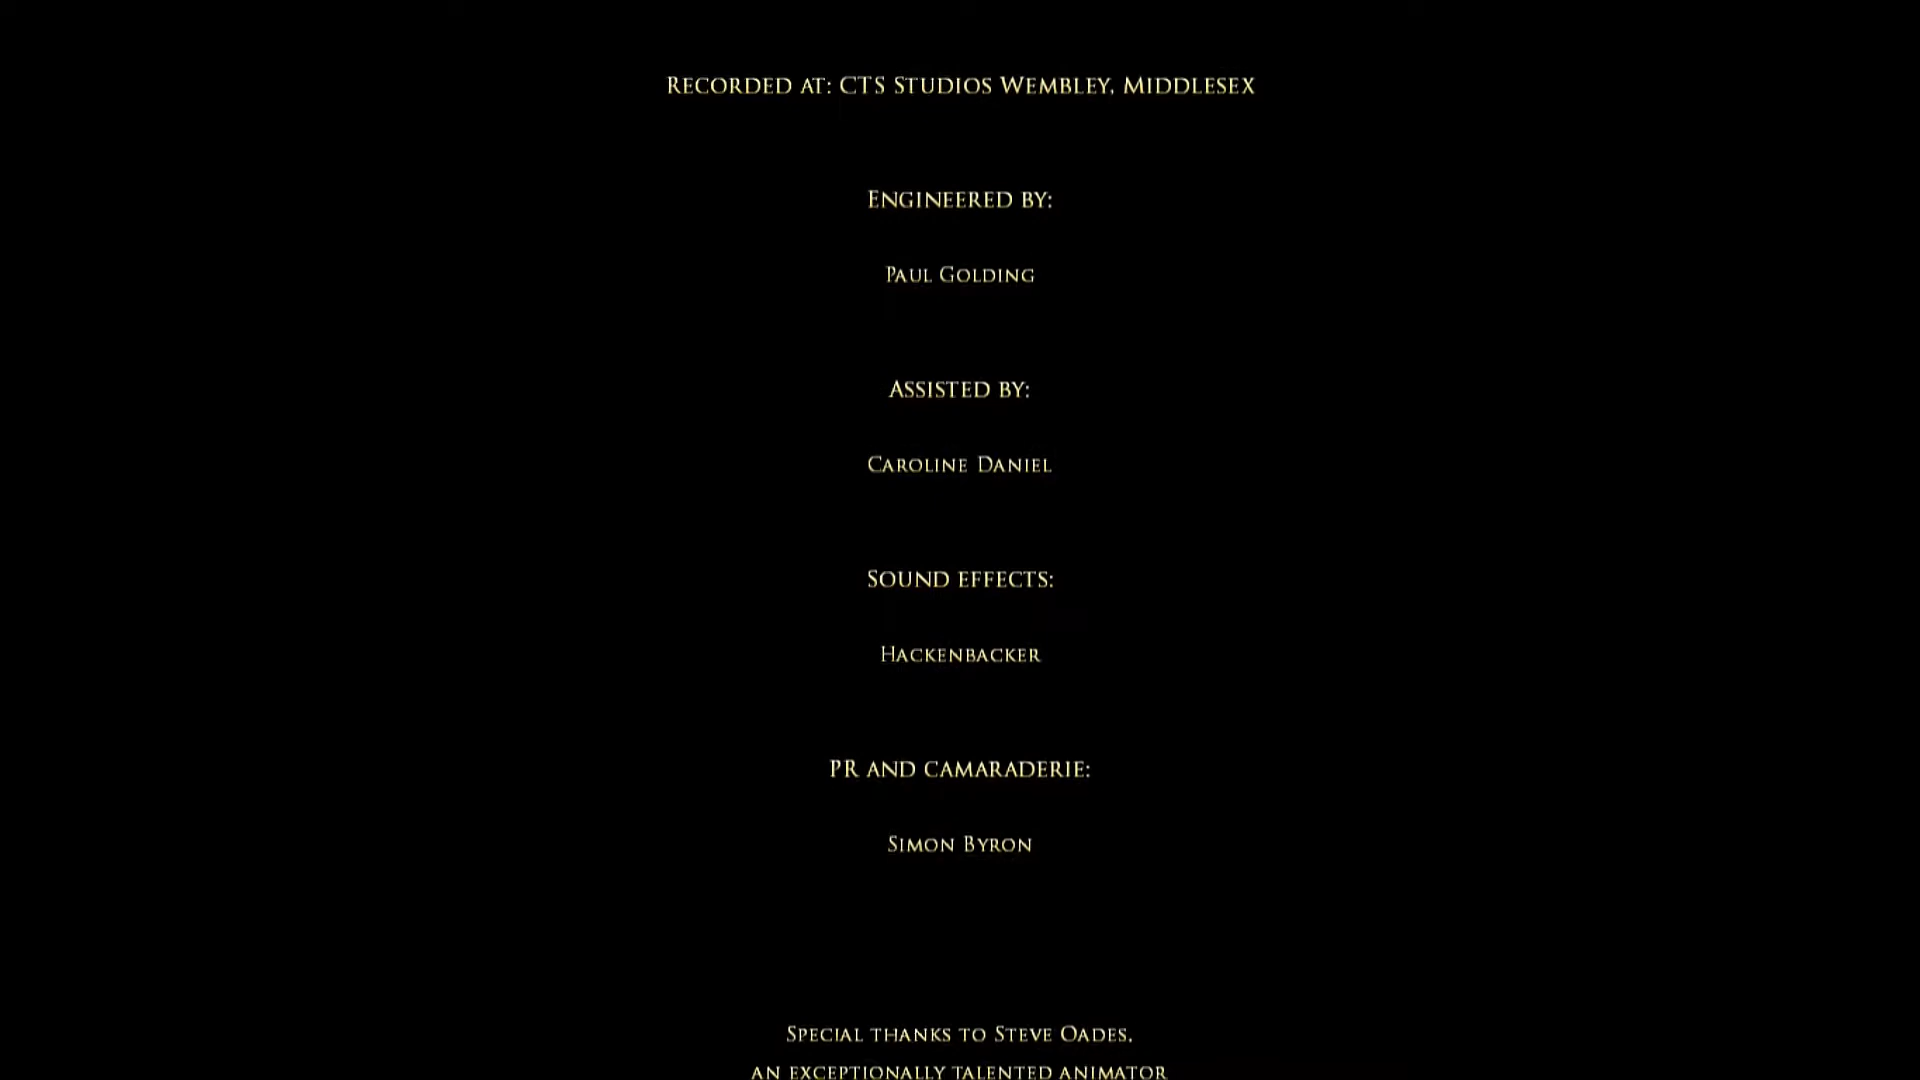 Recorded at: CTS Studios Wembley, Middlesex
Engineered by:
Paul Golding
Assisted by:
Caroline Daniel
Sound effects:
Hackenbacker
PR and camaraderie:
Simon Byron
Special thanks to Steve Oades,
an exceptionally talented animator